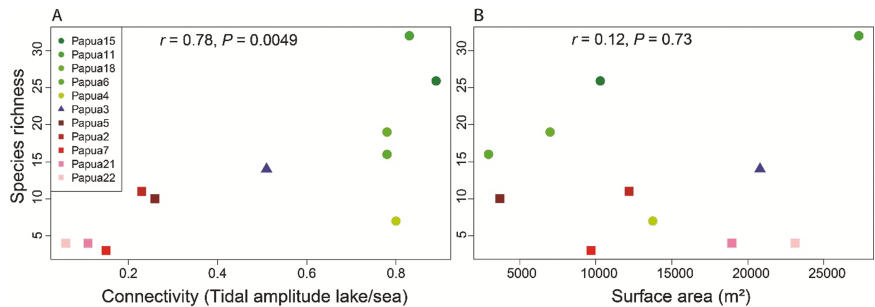 A
r = 0.78, P = 0.0049
Species richness
30
25
20
15
10
5
Papua15
Papua11
Papua18
Papua6
Papua4
Papua3
Papua5
Papua2
Papua7
Papua21
Papua22
0.2
0.4
0.6
0.8
Connectivity (Tidal amplitude lake/sea)
B
r = 0.12, P = 0.73
Species richness
30
25
20
15
10
5
5000
10000
15000
20000
25000
Surface area (m²)